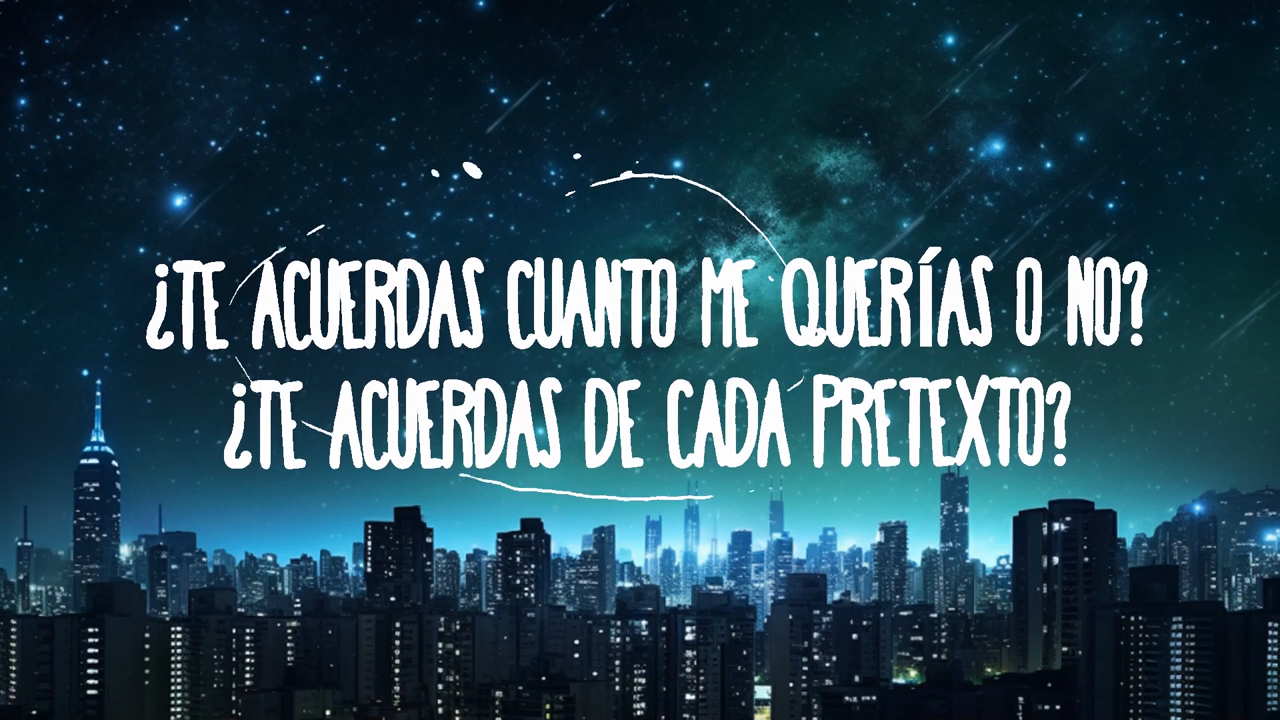 ¿TE ACUERDAS CUANTO ME QUERÍAS O NO?
¿TE ACUERDAS DE CADA PRETEXTO?